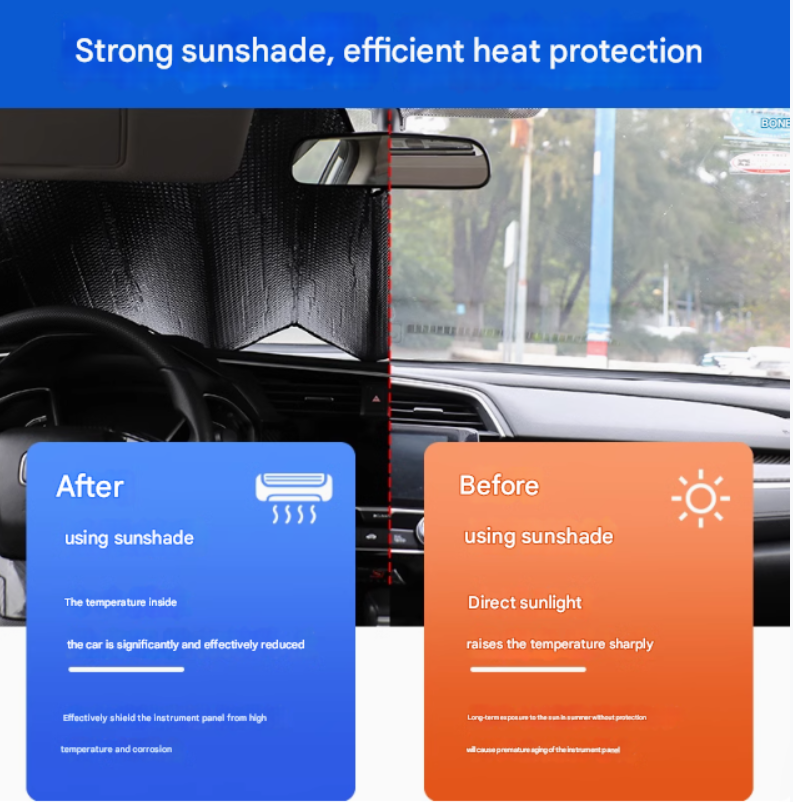 Strong sunshade, efficient heat protection
BONE
After
using sunshade
The temperature inside
the car is significantly and effectively reduced
Effectively shield the instrument panel from high
temperature and corrosion
Before
using sunshade
Direct sunlight
raises the temperature sharply
Long-term exposure to the sun in summer without protection
will cause premature aging of the instrument panel